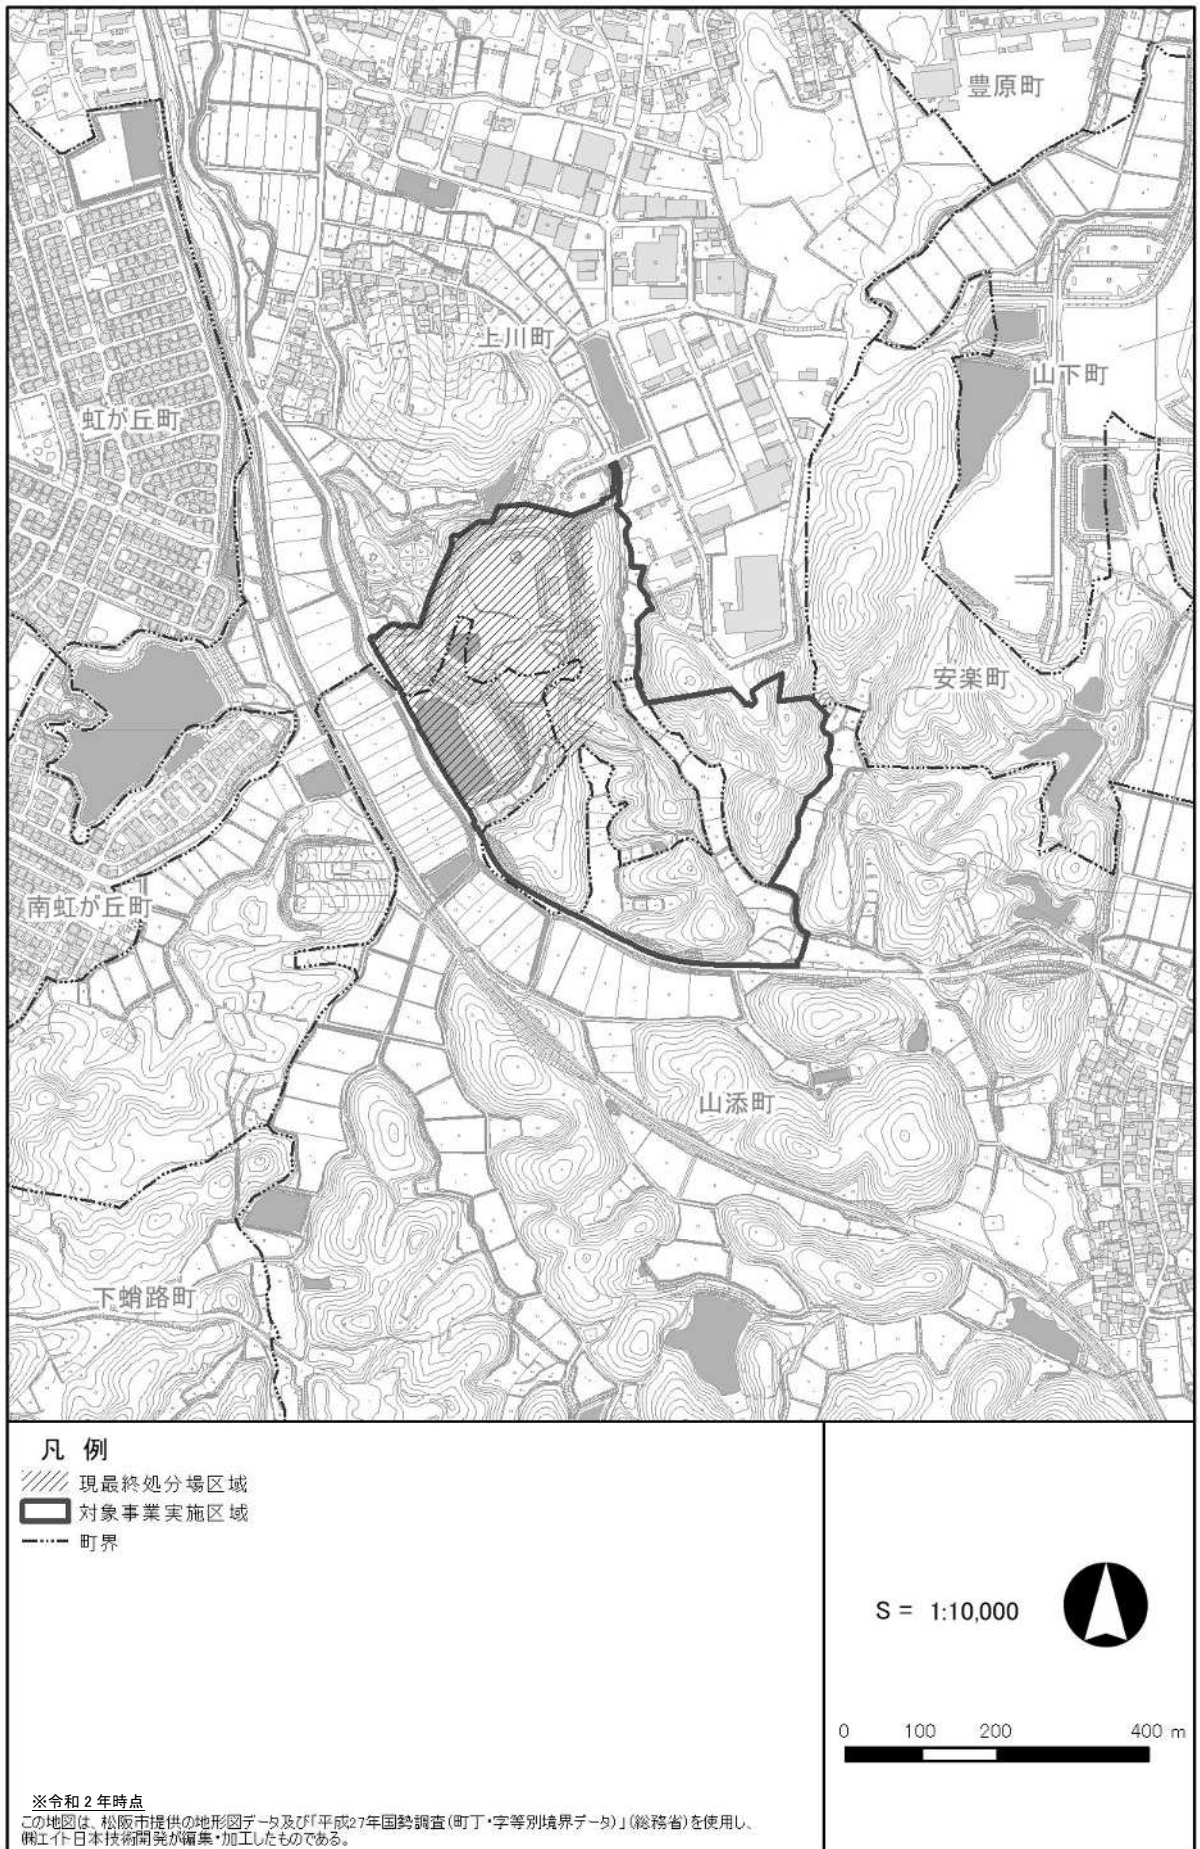 豊原町
上川町
山下町
虹が丘町
安楽町
南虹が丘町
山添町
下蛸路町
凡 例
現最終処分場区域
対象事業実施区域
町界
S = 1:10,000
0 100 200 400 m
※令和2年時点
この地図は、松阪市提供の地形図データ及び「平成27年国勢調査(町丁・字等別境界データ)」(総務省)を使用し、
㈱エイト日本技術開発が編集・加工したものである。